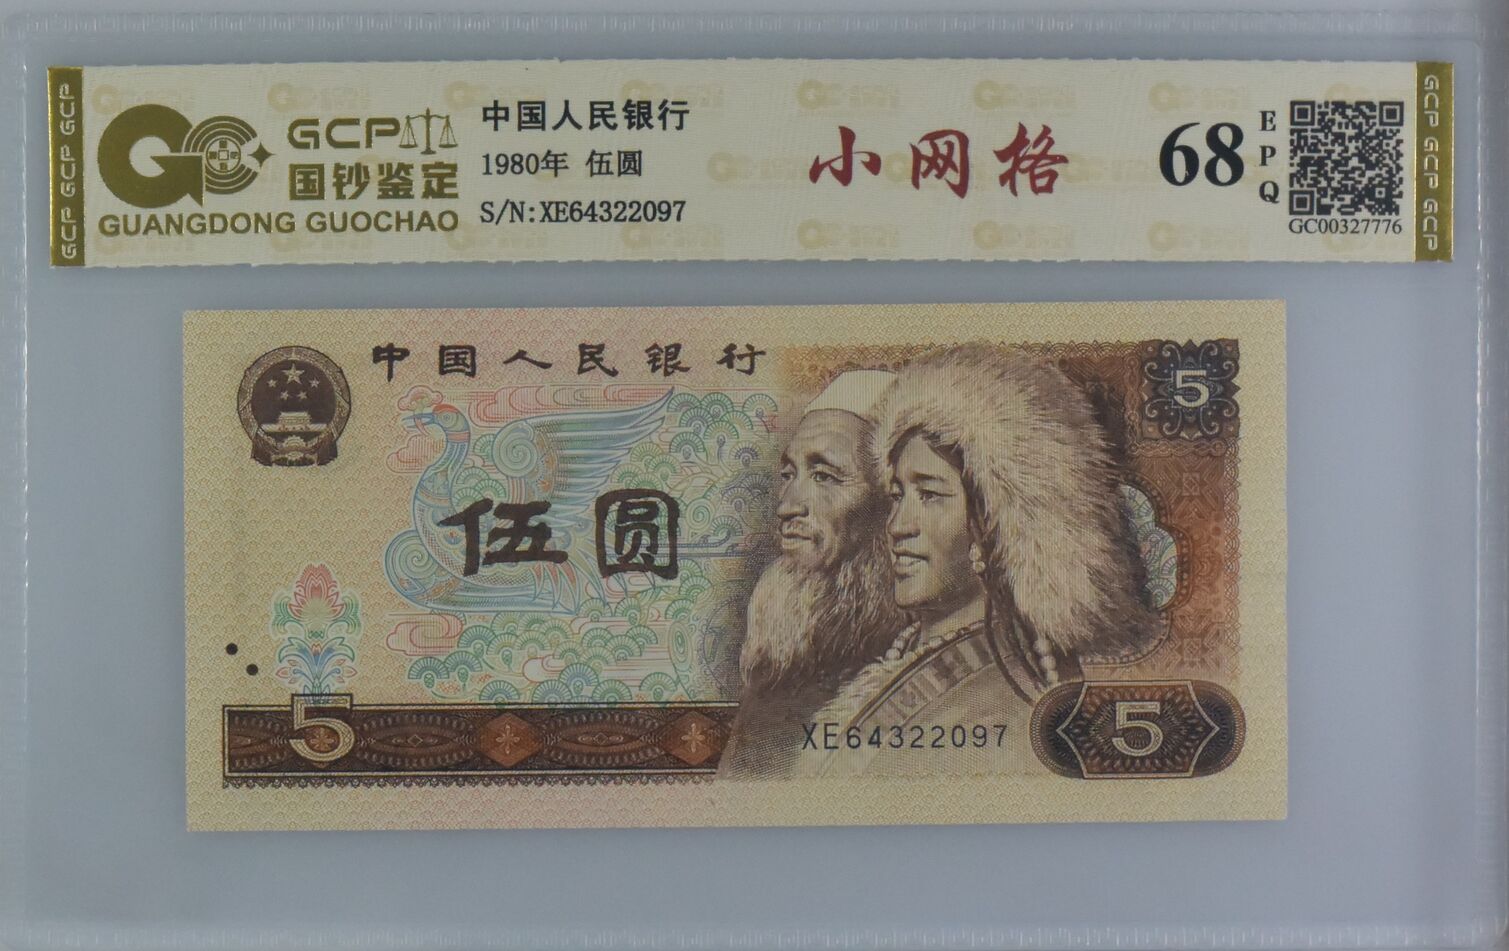 GCP
国钞鉴定
GUANGDONG GUOCHAO
中国人民银行
1980年 伍圆
S/N:XE64322097
小网格
68
EPQ
GC00327776
GCP GCP GCP
GCP GCP GCP
中国人民银行
5
伍圆
5
XE64322097
5